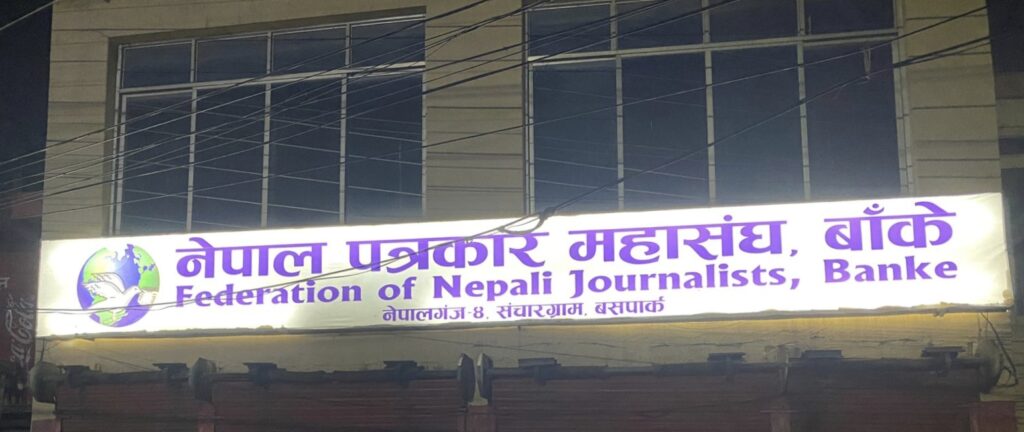 नेपाल पत्रकार महासंघ, बाँके
Federation of Nepali Journalists, Banke
नेपालगंज-४, संचारग्राम, बसपार्क